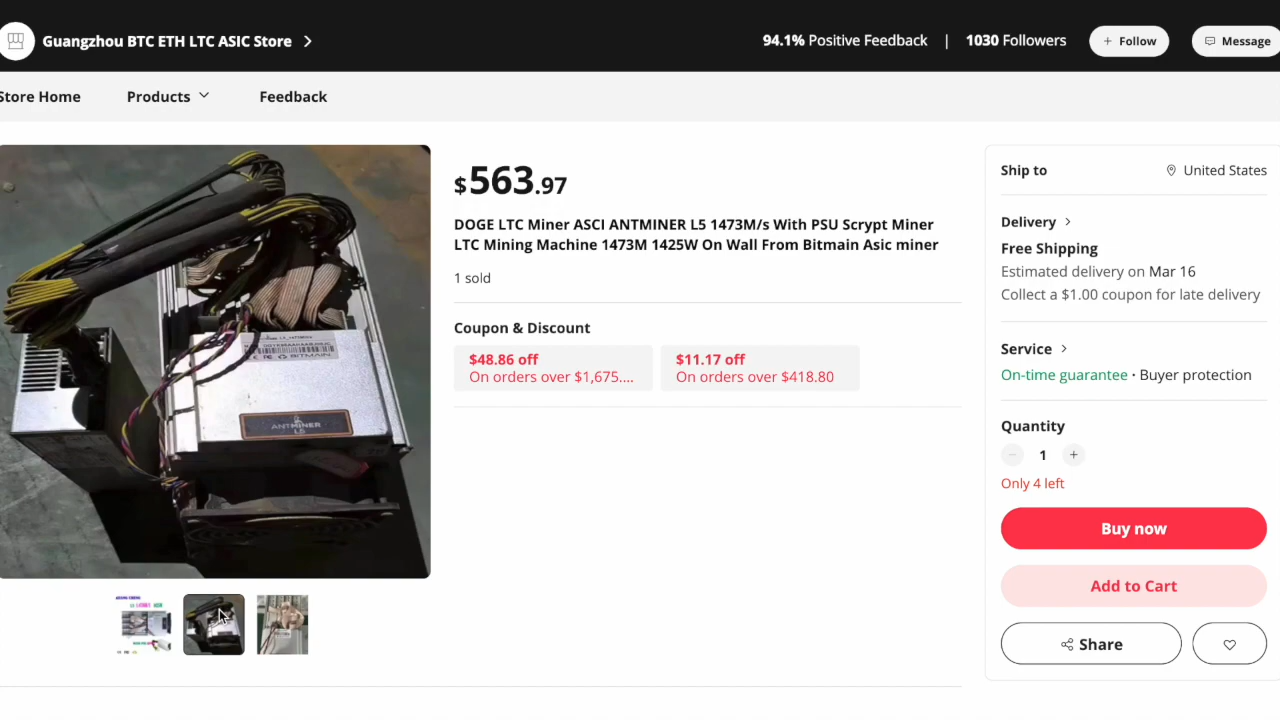 Guangzhou BTC ETH LTC ASIC Store
94.1% Positive Feedback | 1030 Followers
+ Follow
Message
Store Home
Products
Feedback
$563.97
DOGE LTC Miner ASCI ANTMINER L5 1473M/s With PSU Scrypt Miner
LTC Mining Machine 1473M 1425W On Wall From Bitmain Asic miner
1 sold
Coupon & Discount
$48.86 off
On orders over $1,675....
$11.17 off
On orders over $418.80
Ship to
United States
Delivery
Free Shipping
Estimated delivery on Mar 16
Collect a $1.00 coupon for late delivery
Service
On-time guarantee · Buyer protection
Quantity
− 1 +
Only 4 left
Buy now
Add to Cart
Share
BITMAIN
ANTMINER
L5